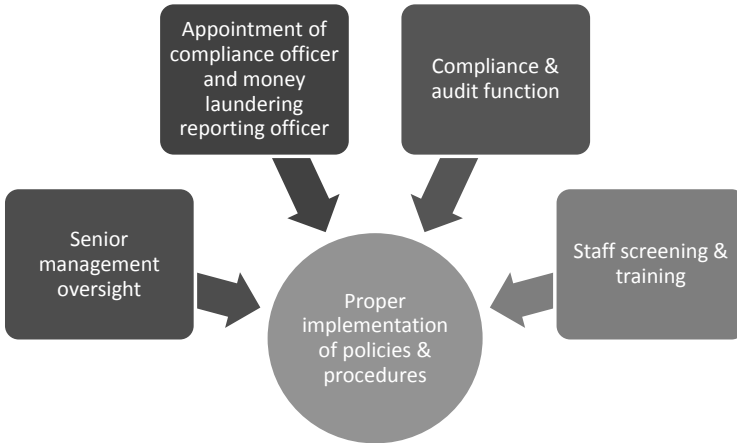 Appointment of
compliance officer
and money
laundering
reporting officer
Compliance &
audit function
Senior
management
oversight
Staff screening &
training
Proper
implementation
of policies &
procedures